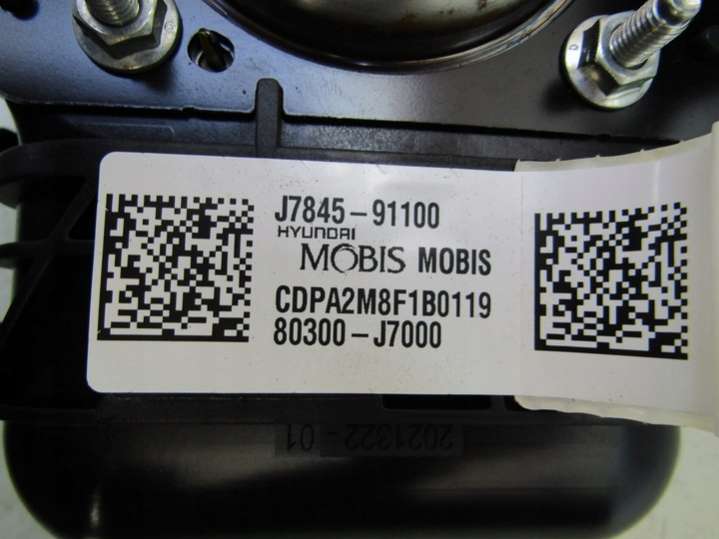 J7845-91100
HYUNDAI
MOBIS MOBIS
CDPA2M8F1B0119
80300-J7000
2021322-01